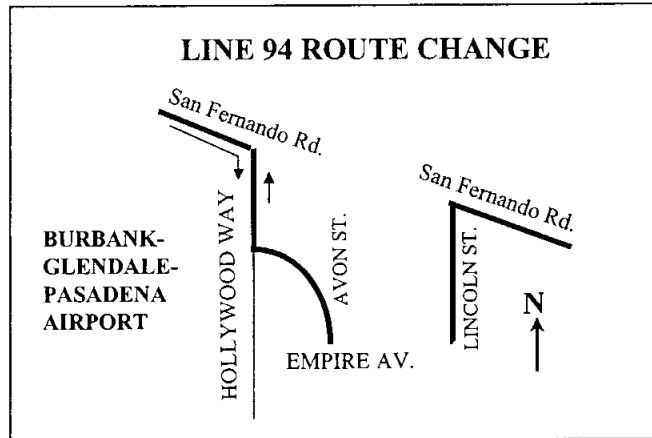 LINE 94 ROUTE CHANGE
San Fernando Rd.
San Fernando Rd.
BURBANK-
GLENDALE-
PASADENA
AIRPORT
HOLLYWOOD WAY
AVON ST.
LINCOLN ST.
N
EMPIRE AV.